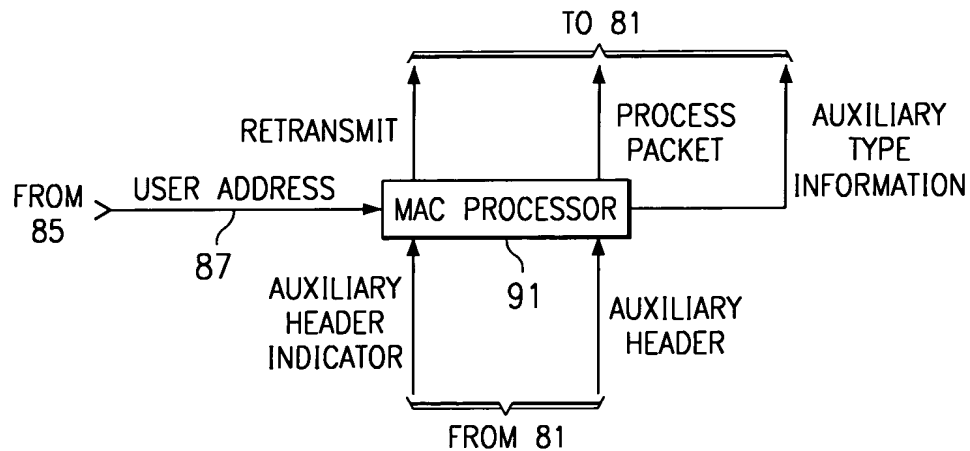 TO 81
RETRANSMIT
PROCESS
PACKET
AUXILIARY
TYPE
INFORMATION
FROM
85
USER ADDRESS
87
MAC PROCESSOR
91
AUXILIARY
HEADER
INDICATOR
AUXILIARY
HEADER
FROM 81